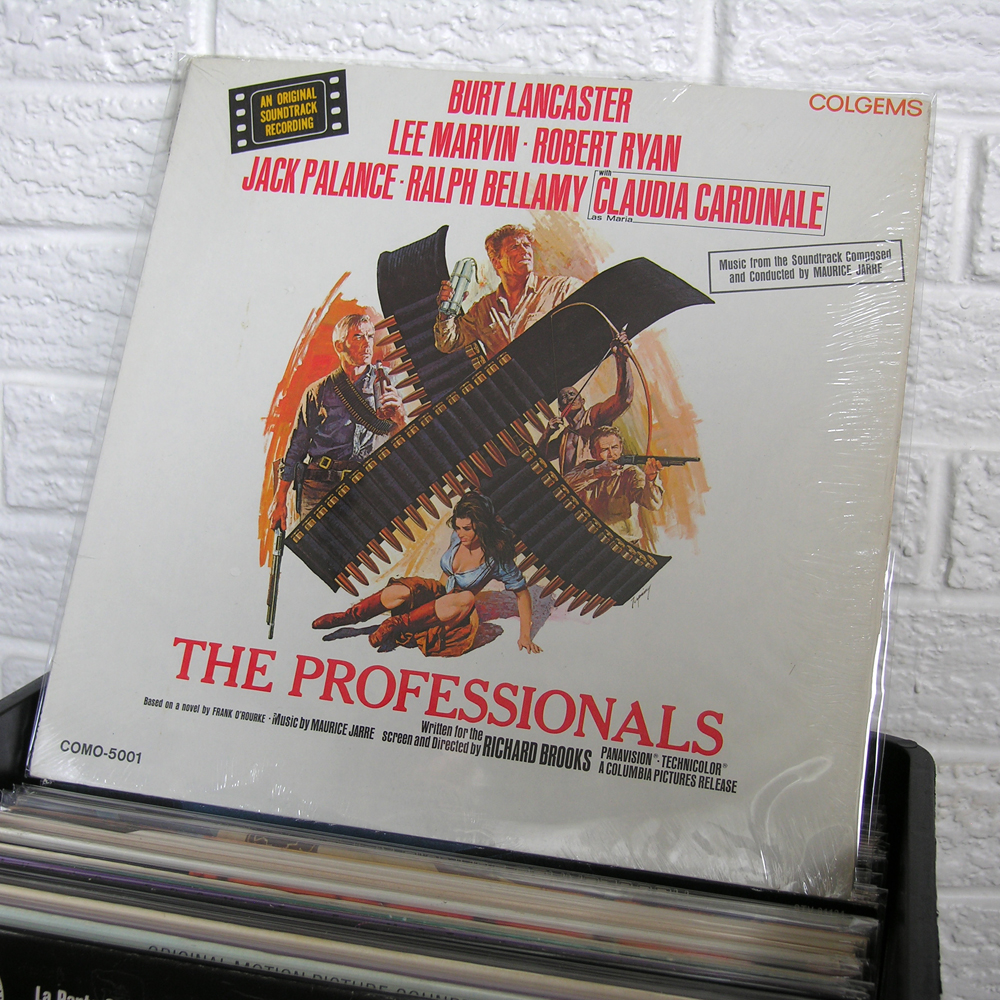 AN ORIGINAL
SOUNDTRACK
RECORDING
BURT LANCASTER
COLGEMS
LEE MARVIN · ROBERT RYAN
JACK PALANCE · RALPH BELLAMY with CLAUDIA CARDINALE
as Maria
Music from the Soundtrack Composed
and Conducted by MAURICE JARRE
THE PROFESSIONALS
Based on a novel by FRANK O'ROURKE · Music by MAURICE JARRE
Written for the
screen and Directed by RICHARD BROOKS
PANAVISION® · TECHNICOLOR®
A COLUMBIA PICTURES RELEASE
COMO-5001
ORIGINAL MOTION PICTURE